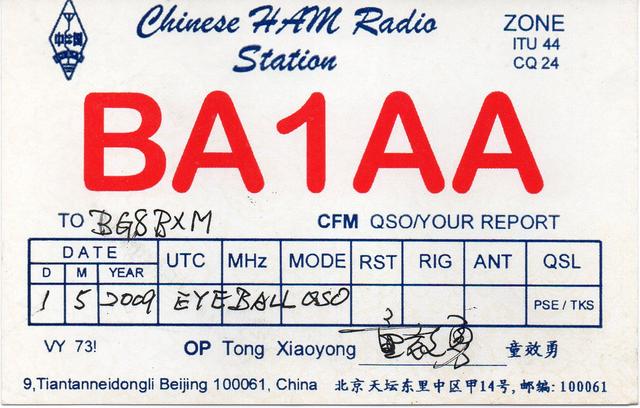 Chinese HAM Radio Station
ZONE
ITU 44
CQ 24
BA1AA
TO BG8BXM CFM QSO/YOUR REPORT
DATE UTC MHz MODE RST RIG ANT QSL
D M YEAR
1 5 2009 EYEBALL QSO PSE / TKS
VY 73! OP Tong Xiaoyong 童效勇 童效勇
9,Tiantanneidongli Beijing 100061, China 北京天坛东里中区甲14号,邮编:100061